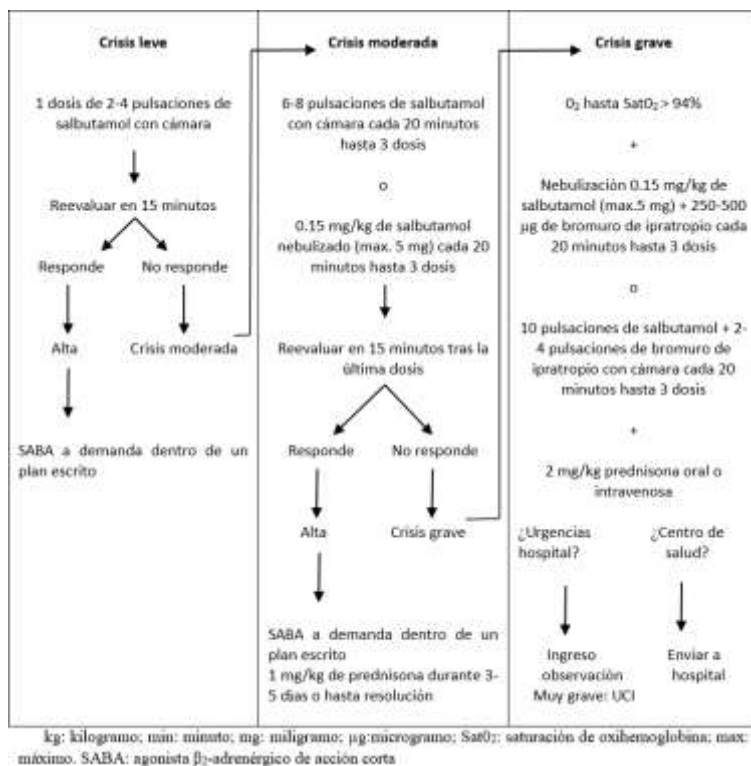 Crisis leve
1 dosis de 2-4 pulsaciones de
salbutamol con cámara
Reevaluar en 15 minutos
Responde
No responde
Alta
Crisis moderada
SABA a demanda dentro de un
plan escrito
Crisis moderada
6-8 pulsaciones de salbutamol
con cámara cada 20 minutos
hasta 3 dosis
o
0.15 mg/kg de salbutamol
nebulizado (max. 5 mg) cada 20
minutos hasta 3 dosis
Reevaluar en 15 minutos tras la
última dosis
Responde
No responde
Alta
Crisis grave
SABA a demanda dentro de un
plan escrito
1 mg/kg de prednisona durante 3-
5 días o hasta resolución
Crisis grave
O₂ hasta SatO₂ > 94%
+
Nebulización 0.15 mg/kg de
salbutamol (max.5 mg) + 250-500
µg de bromuro de ipratropio cada
20 minutos hasta 3 dosis
o
10 pulsaciones de salbutamol + 2-
4 pulsaciones de bromuro de
ipratropio con cámara cada 20
minutos hasta 3 dosis
+
2 mg/kg prednisona oral o
intravenosa
¿Urgencias
hospital?
¿Centro de
salud?
Ingreso
observación
Muy grave: UCI
Enviar a
hospital
kg: kilogramo; min: minuto; mg: miligramo; µg:microgramo; Sat0₂: saturación de oxihemoglobina; max:
máximo. SABA: agonista β₂-adrenérgico de acción corta